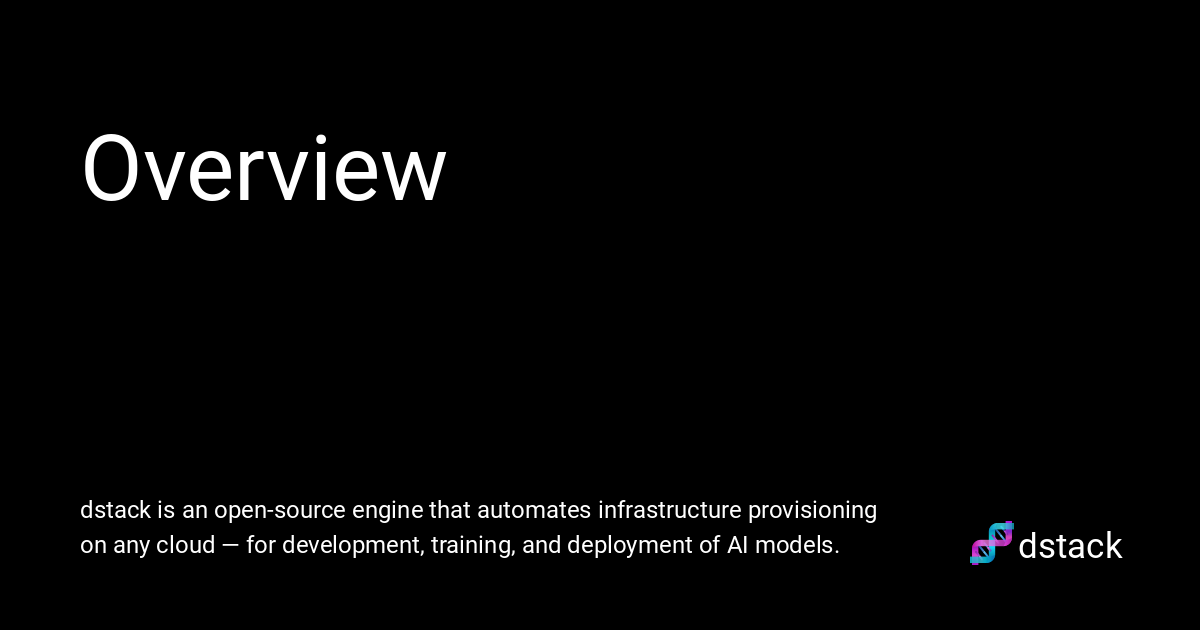 Overview
dstack is an open-source engine that automates infrastructure provisioning
on any cloud — for development, training, and deployment of AI models.
dstack